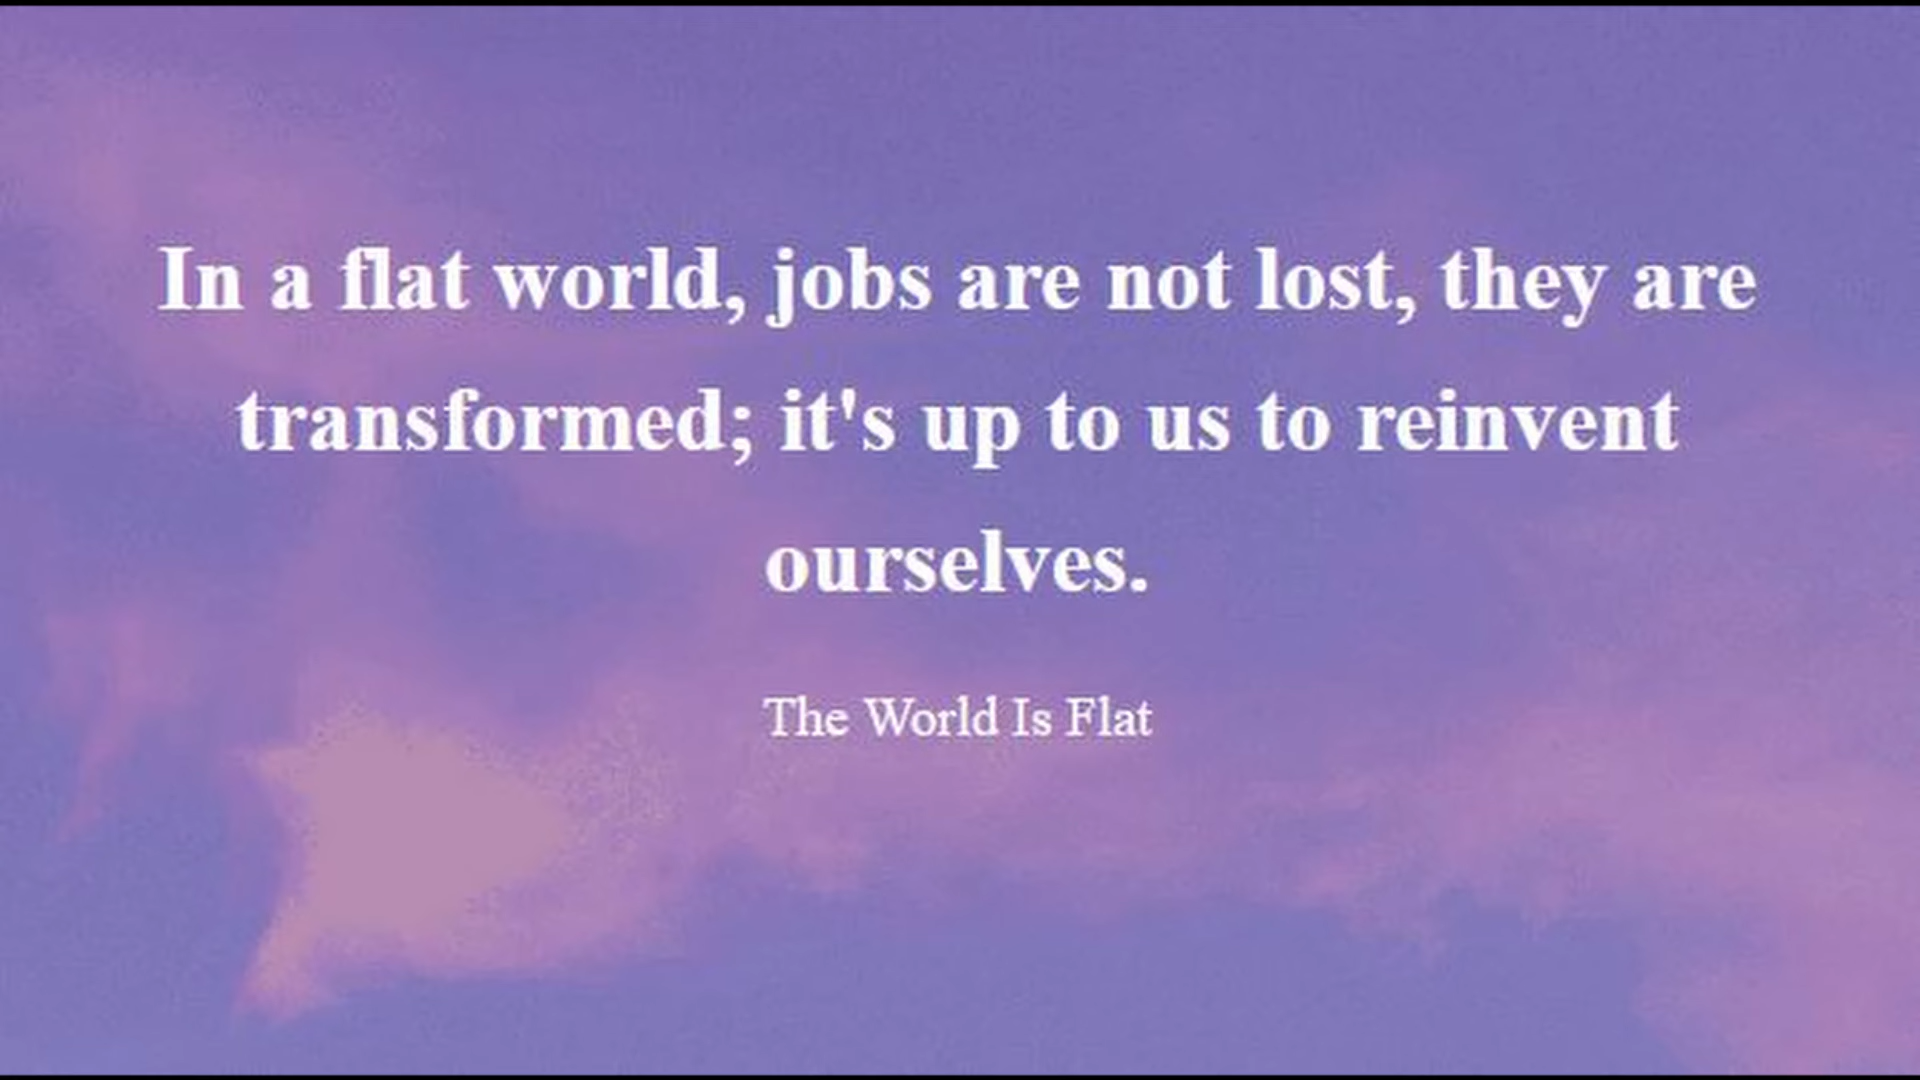 In a flat world, jobs are not lost, they are
transformed; it's up to us to reinvent
ourselves.
The World Is Flat